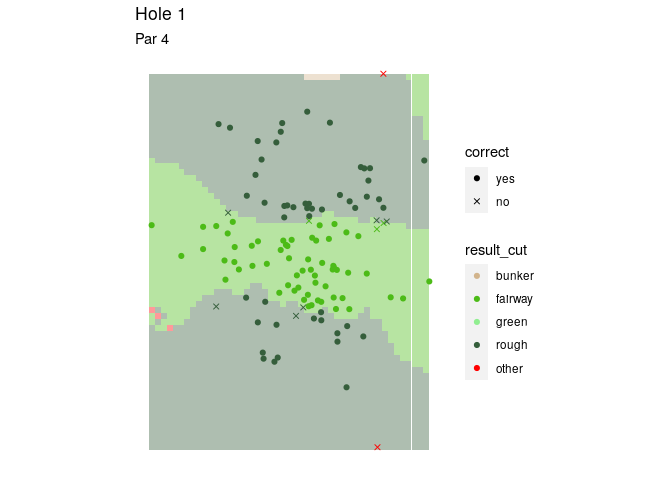 Hole 1
Par 4
correct
yes
no
result_cut
bunker
fairway
green
rough
other